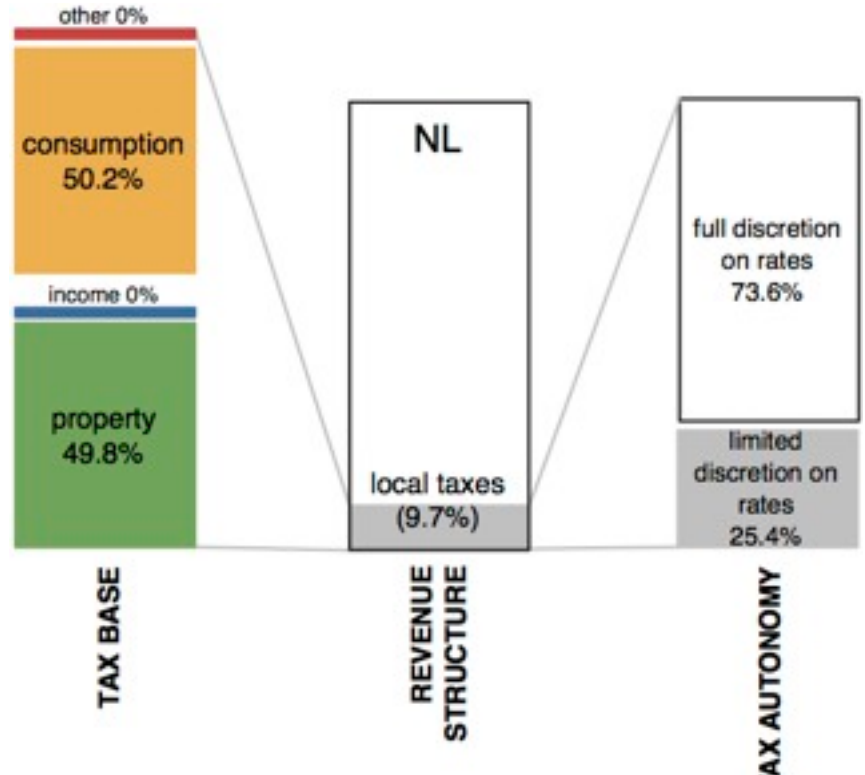 other 0%
consumption
50.2%
income 0%
property
49.8%
TAX BASE
NL
local taxes
(9.7%)
REVENUE
STRUCTURE
full discretion
on rates
73.6%
limited
discretion on
rates
25.4%
AX AUTONOMY